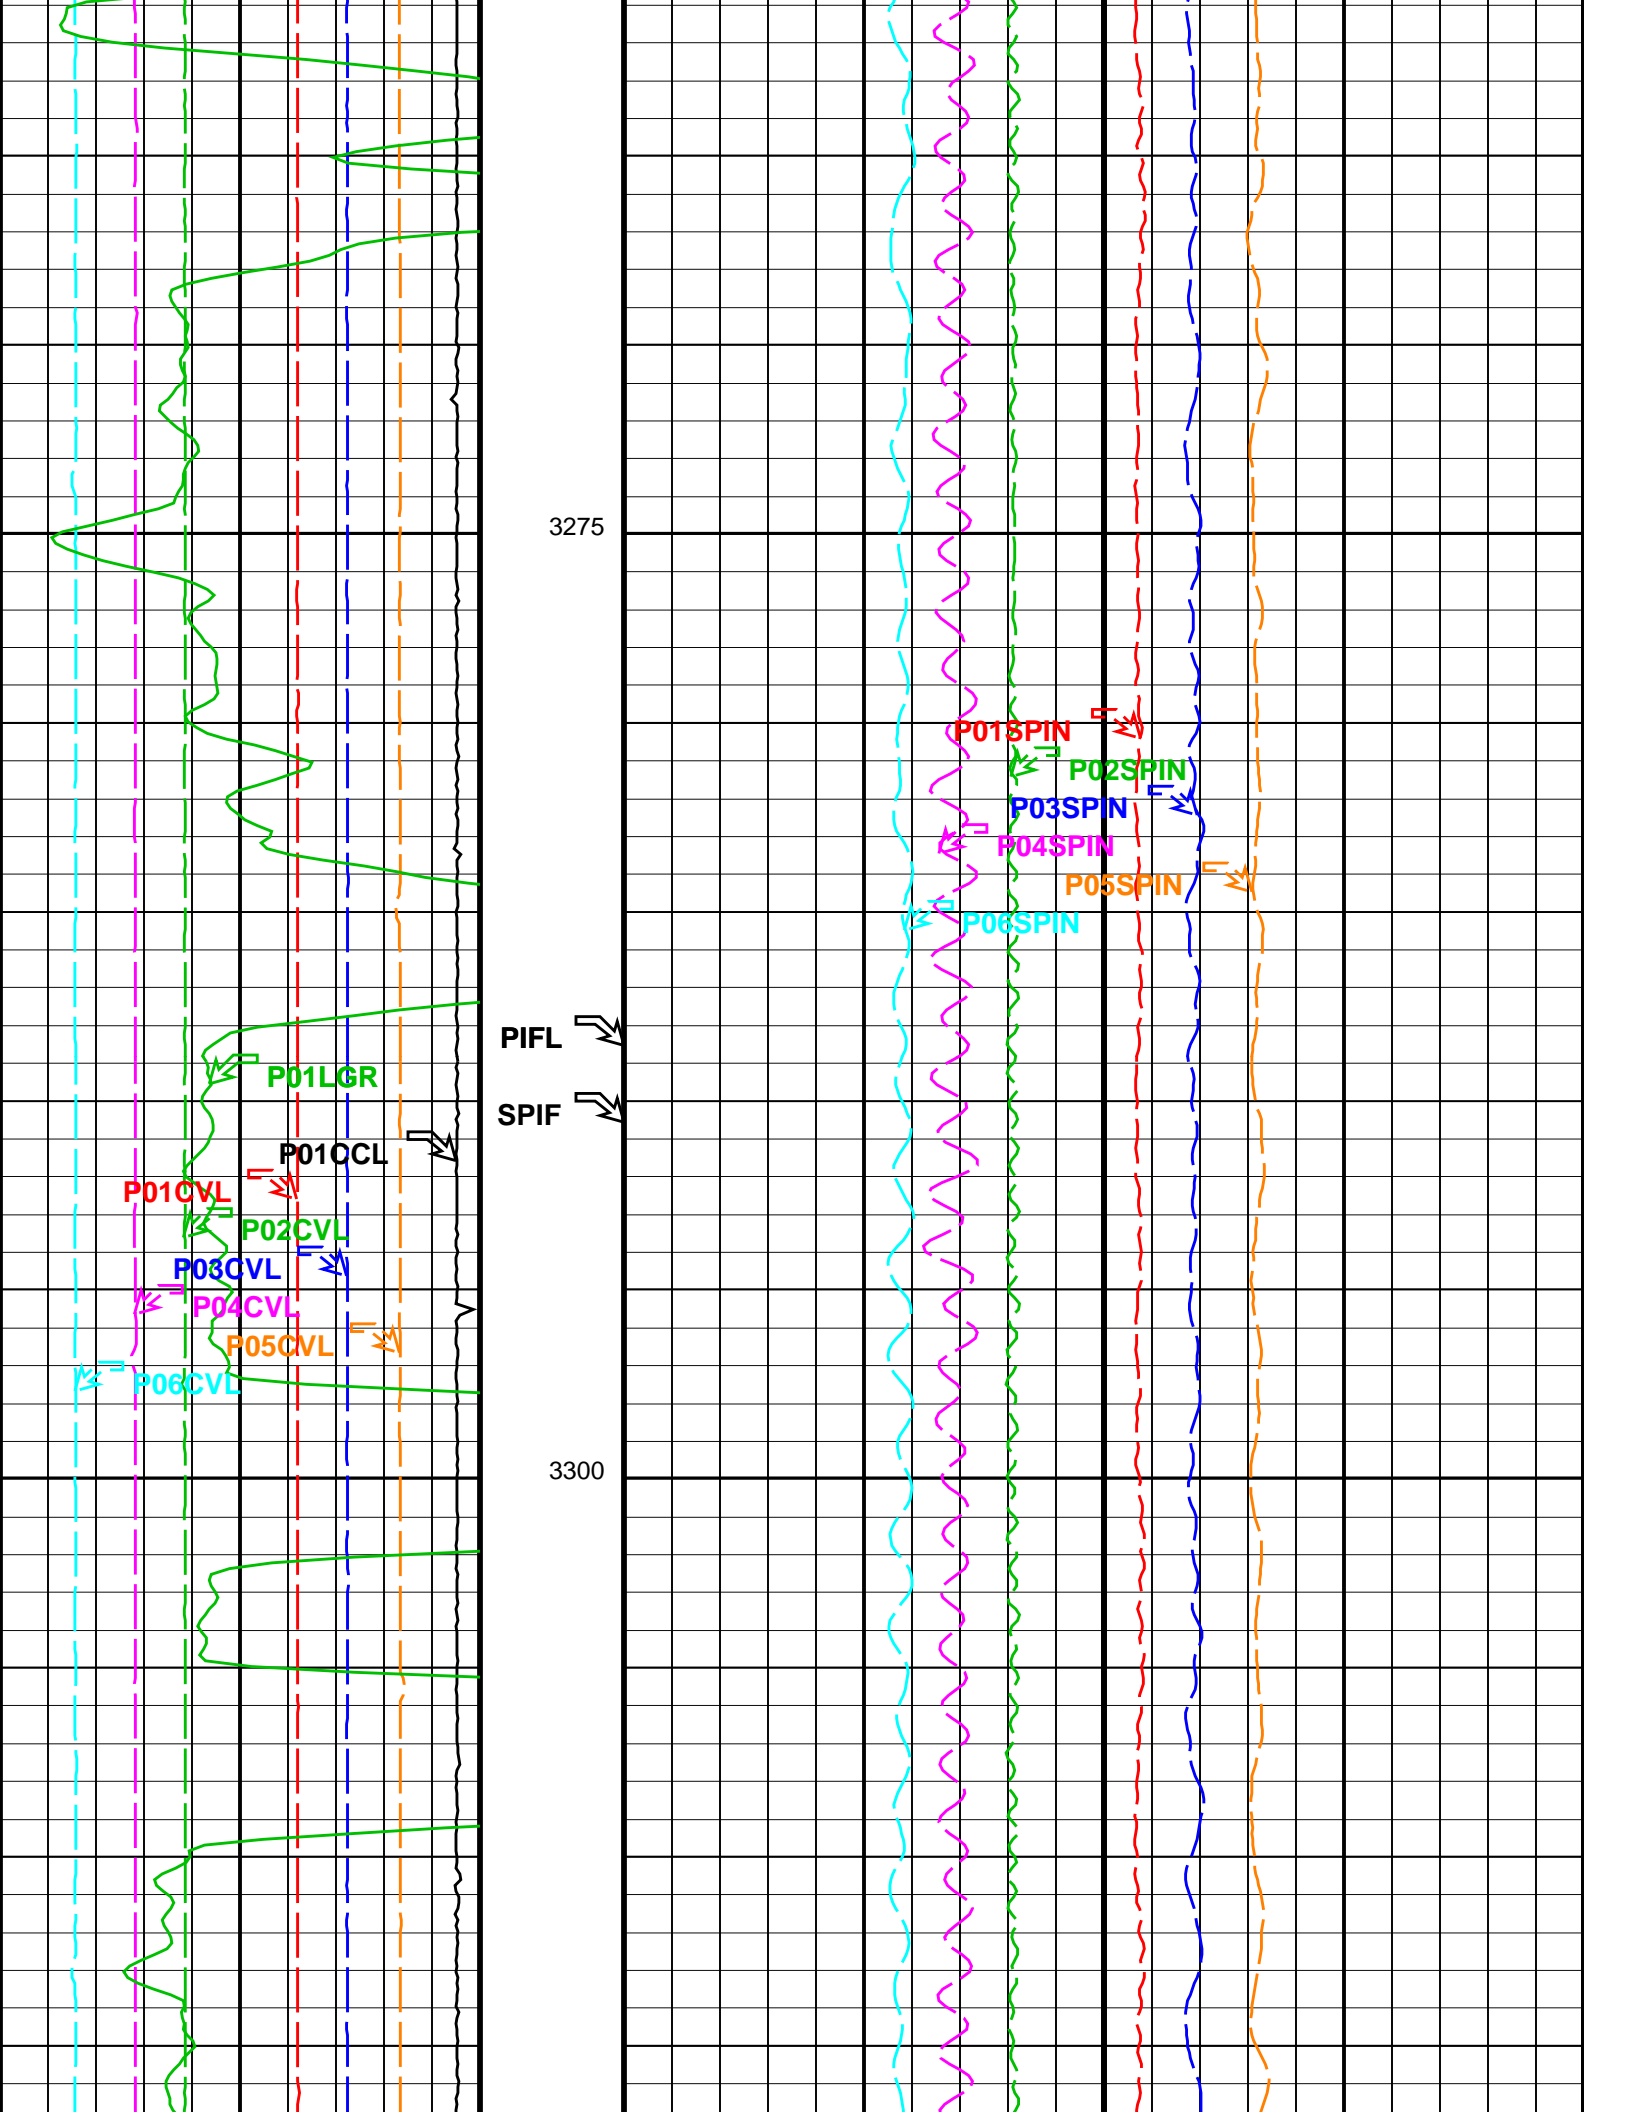 3275
P01SPIN
P02SPIN
P03SPIN
P04SPIN
P05SPIN
P06SPIN
PIFL
P01LGR
SPIF
P01CCL
P01CVL
P02CVL
P03CVL
P04CVL
P05CVL
P06CVL
3300